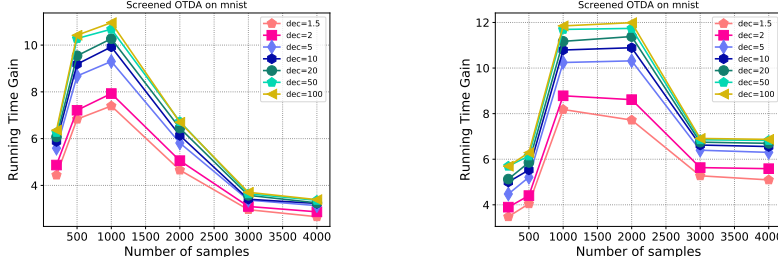 Screened OTDA on mnist
Running Time Gain
10
8
6
4
dec=1.5
dec=2
dec=5
dec=10
dec=20
dec=50
dec=100
500 1000 1500 2000 2500 3000 3500 4000
Number of samples
Screened OTDA on mnist
Running Time Gain
12
10
8
6
4
dec=1.5
dec=2
dec=5
dec=10
dec=20
dec=50
dec=100
500 1000 1500 2000 2500 3000 3500 4000
Number of samples